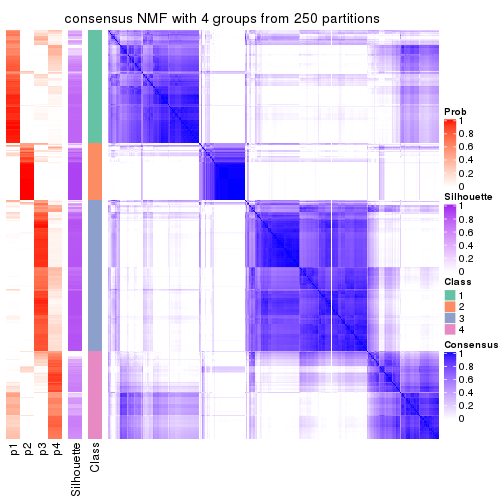 consensus NMF with 4 groups from 250 partitions
Prob
1
0.8
0.6
0.4
0.2
0
Silhouette
1
0.8
0.6
0.4
0.2
0
Class
1
2
3
4
Consensus
1
0.8
0.6
0.4
0.2
0
p1
p2
p3
p4
Silhouette
Class